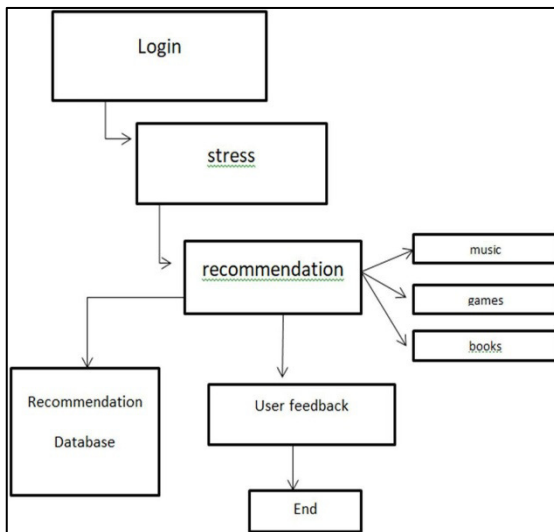 Login
stress
recommendation
music
games
books
Recommendation
Database
User feedback
End